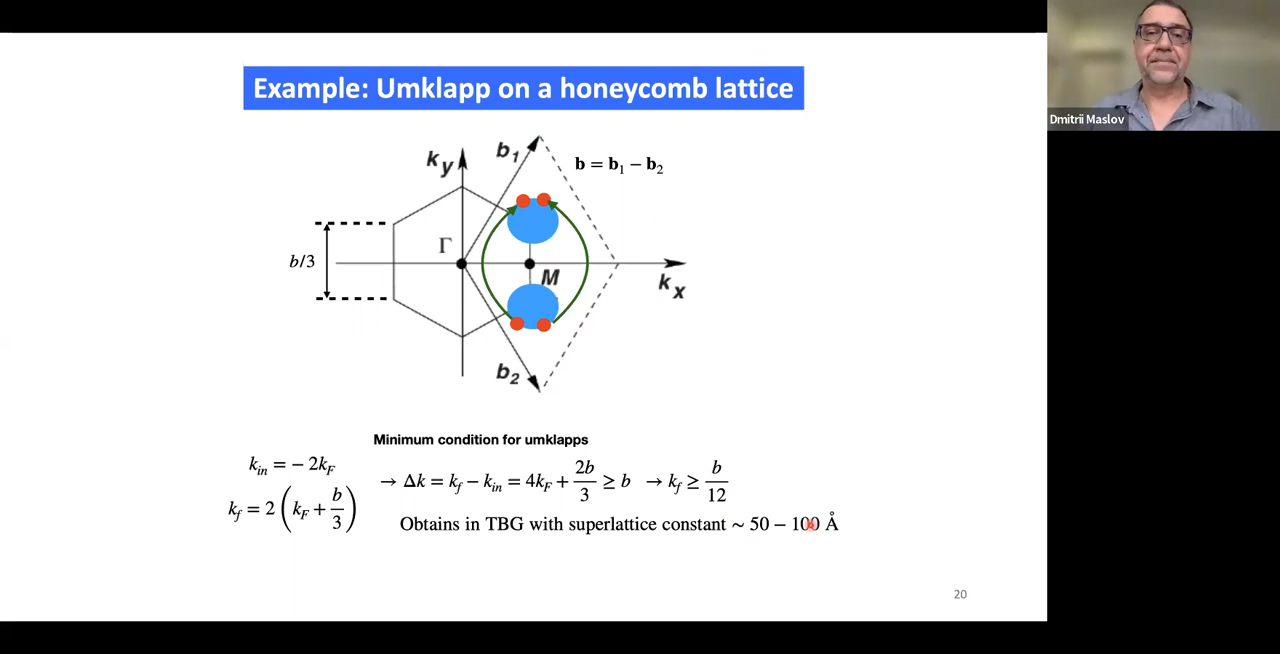 Example: Umklapp on a honeycomb lattice
Dmitrii Maslov
k_y
b_1
b = b_1 − b_2
Γ
b/3
M
k_x
b_2
Minimum condition for umklapps
k_in = − 2k_F
k_f = 2 (k_F + b/3)
→ Δk = k_f − k_in = 4k_F + 2b/3 ≥ b → k_f ≥ b/12
Obtains in TBG with superlattice constant ~ 50 − 100 Å
20